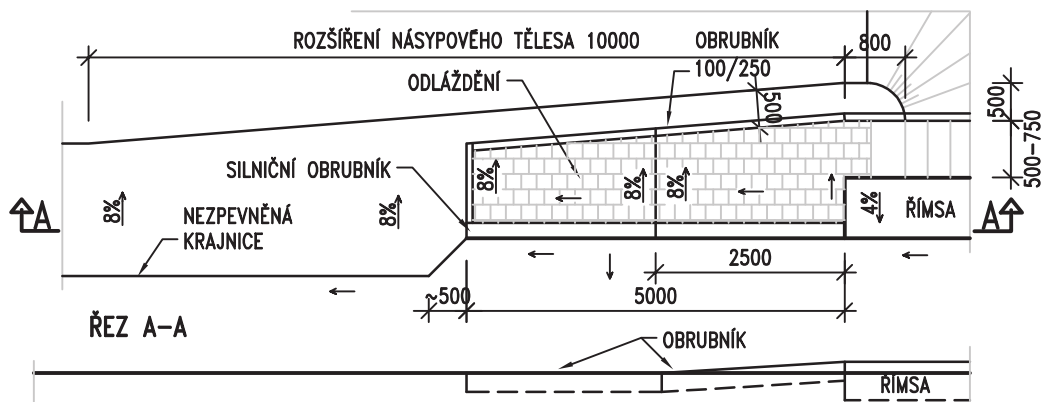 ROZŠÍŘENÍ NÁSYPOVÉHO TĚLESA 10000
OBRUBNÍK
100/250
800
ODLÁŽDĚNÍ
500
500
500-750
SILNIČNÍ OBRUBNÍK
8%
8%
8%
8%
8%
4%
ŘÍMSA
A
A
NEZPEVNĚNÁ
KRAJNICE
2500
~500
5000
ŘEZ A-A
OBRUBNÍK
ŘÍMSA